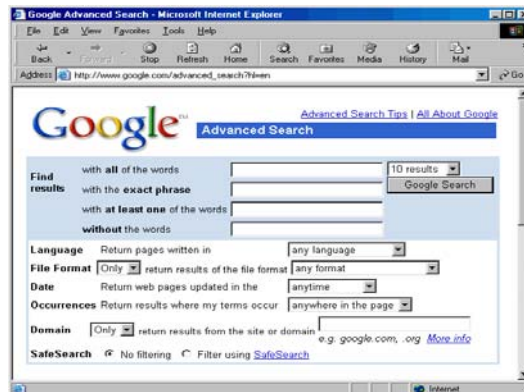 Google Advanced Search - Microsoft Internet Explorer
File Edit View Favorites Tools Help
Back Forward Stop Refresh Home Search Favorites Media History Mail
Address http://www.google.com/advanced_search?hl=en Go
Google™
Advanced Search Tips | All About Google
Advanced Search
Find results
with all of the words
10 results
Google Search
with the exact phrase
with at least one of the words
without the words
Language Return pages written in any language
File Format Only return results of the file format any format
Date Return web pages updated in the anytime
Occurrences Return results where my terms occur anywhere in the page
Domain Only return results from the site or domain
e.g. google.com, .org More info
SafeSearch No filtering Filter using SafeSearch
Internet